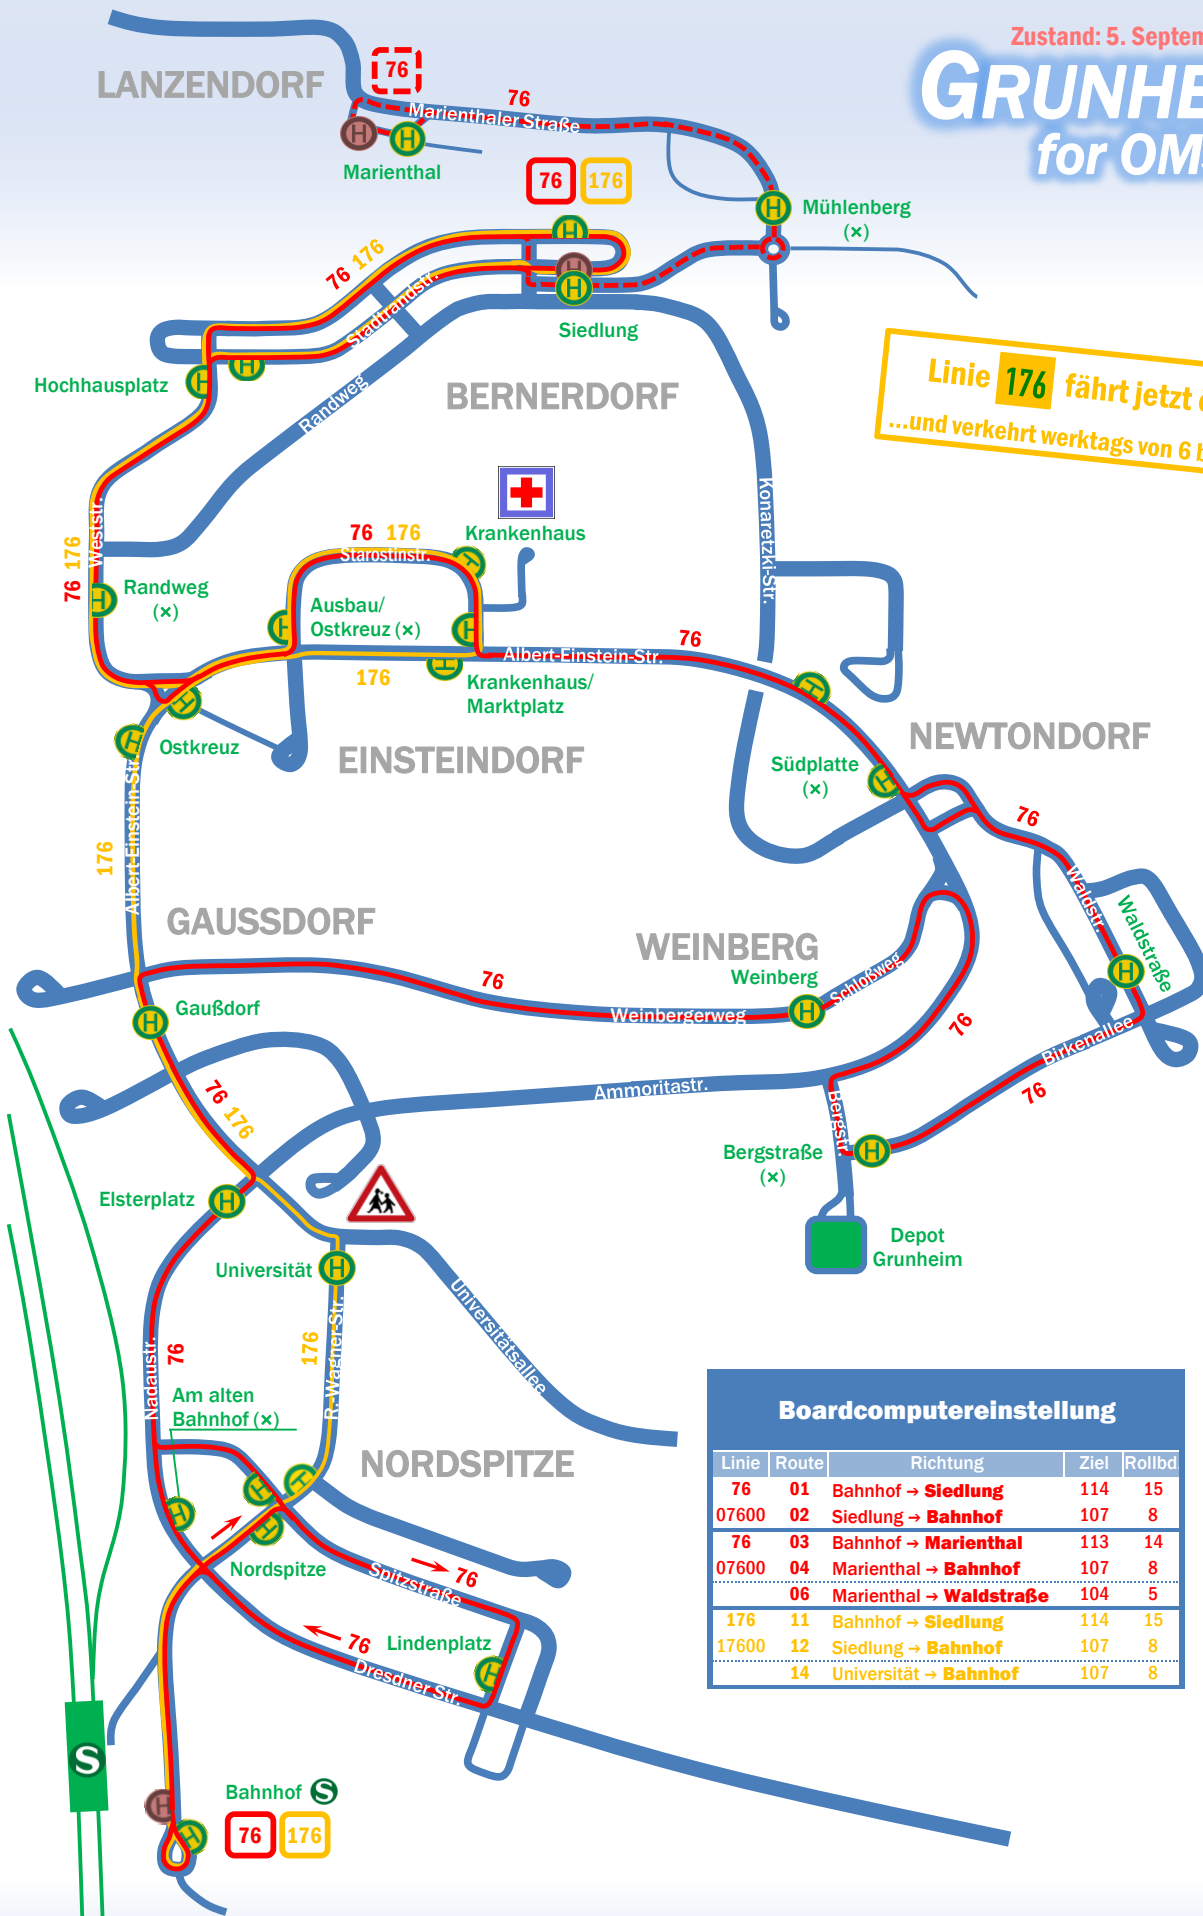 Zustand: 5. Septem
GRUNHE
for OMS
LANZENDORF
76
76
Marienthaler Straße
H
H
Marienthal
76 176
H
Mühlenberg
(×)
H
H
H
Siedlung
76 176
Stadtrandstr.
H
H
Hochhausplatz
Randweg
BERNERDORF
Linie 176 fährt jetzt
...und verkehrt werktags von 6 b
Konaretzki-Str.
Krankenhaus
76 176
Starostinstr.
H
Weststr.
76 176
H
Randweg
(×)
Ausbau/
Ostkreuz (×)
H
H
76
Albert-Einstein-Str.
176
H
Krankenhaus/
Marktplatz
H
H
H
Ostkreuz
EINSTEINDORF
NEWTONDORF
Südplatte
(×)
H
Albert-Einstein-Str.
176
76
Waldstr.
Waldstraße
H
GAUSSDORF
WEINBERG
Weinberg
H
Schloßweg
76
Weinbergerweg
Gaußdorf
H
76
Birkenallee
76
76 176
Ammoritastr.
Bergstr.
Bergstraße
(×)
H
Elsterplatz
H
Depot
Grunheim
Universität
H
Universitätsallee
176
R.-Wagner-Str.
Nadaustr.
76
Am alten
Bahnhof (×)
NORDSPITZE
H
H
H
H
Nordspitze
Spitzstraße
76
76
Lindenplatz
H
Dresdner Str.
S
Bahnhof S
H
H
76 176
Boardcomputereinstellung
Linie Route Richtung Ziel Rollbd.
76 01 Bahnhof → Siedlung 114 15
07600 02 Siedlung → Bahnhof 107 8
76 03 Bahnhof → Marienthal 113 14
07600 04 Marienthal → Bahnhof 107 8
06 Marienthal → Waldstraße 104 5
176 11 Bahnhof → Siedlung 114 15
17600 12 Siedlung → Bahnhof 107 8
14 Universität → Bahnhof 107 8